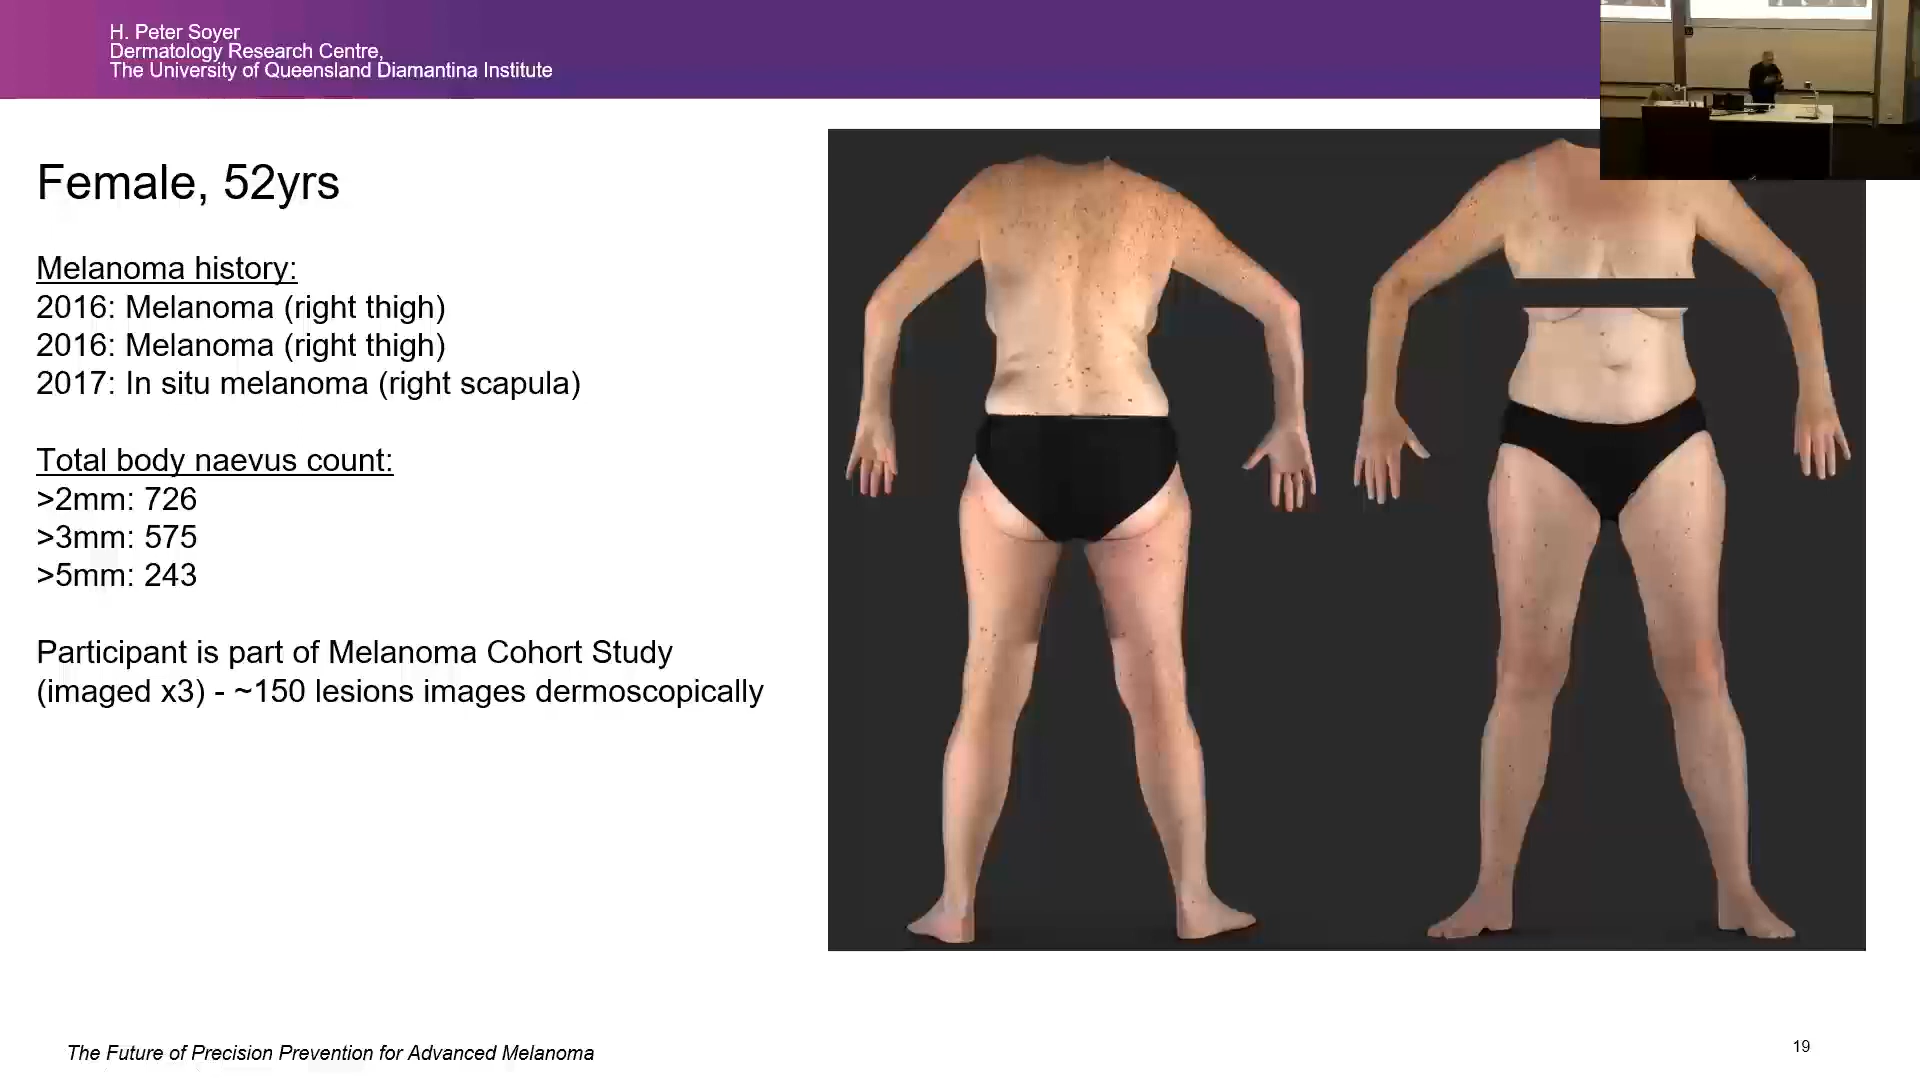 H. Peter Soyer
Dermatology Research Centre,
The University of Queensland Diamantina Institute
Female, 52yrs
Melanoma history:
2016: Melanoma (right thigh)
2016: Melanoma (right thigh)
2017: In situ melanoma (right scapula)
Total body naevus count:
>2mm: 726
>3mm: 575
>5mm: 243
Participant is part of Melanoma Cohort Study
(imaged x3) - ~150 lesions images dermoscopically
The Future of Precision Prevention for Advanced Melanoma
19